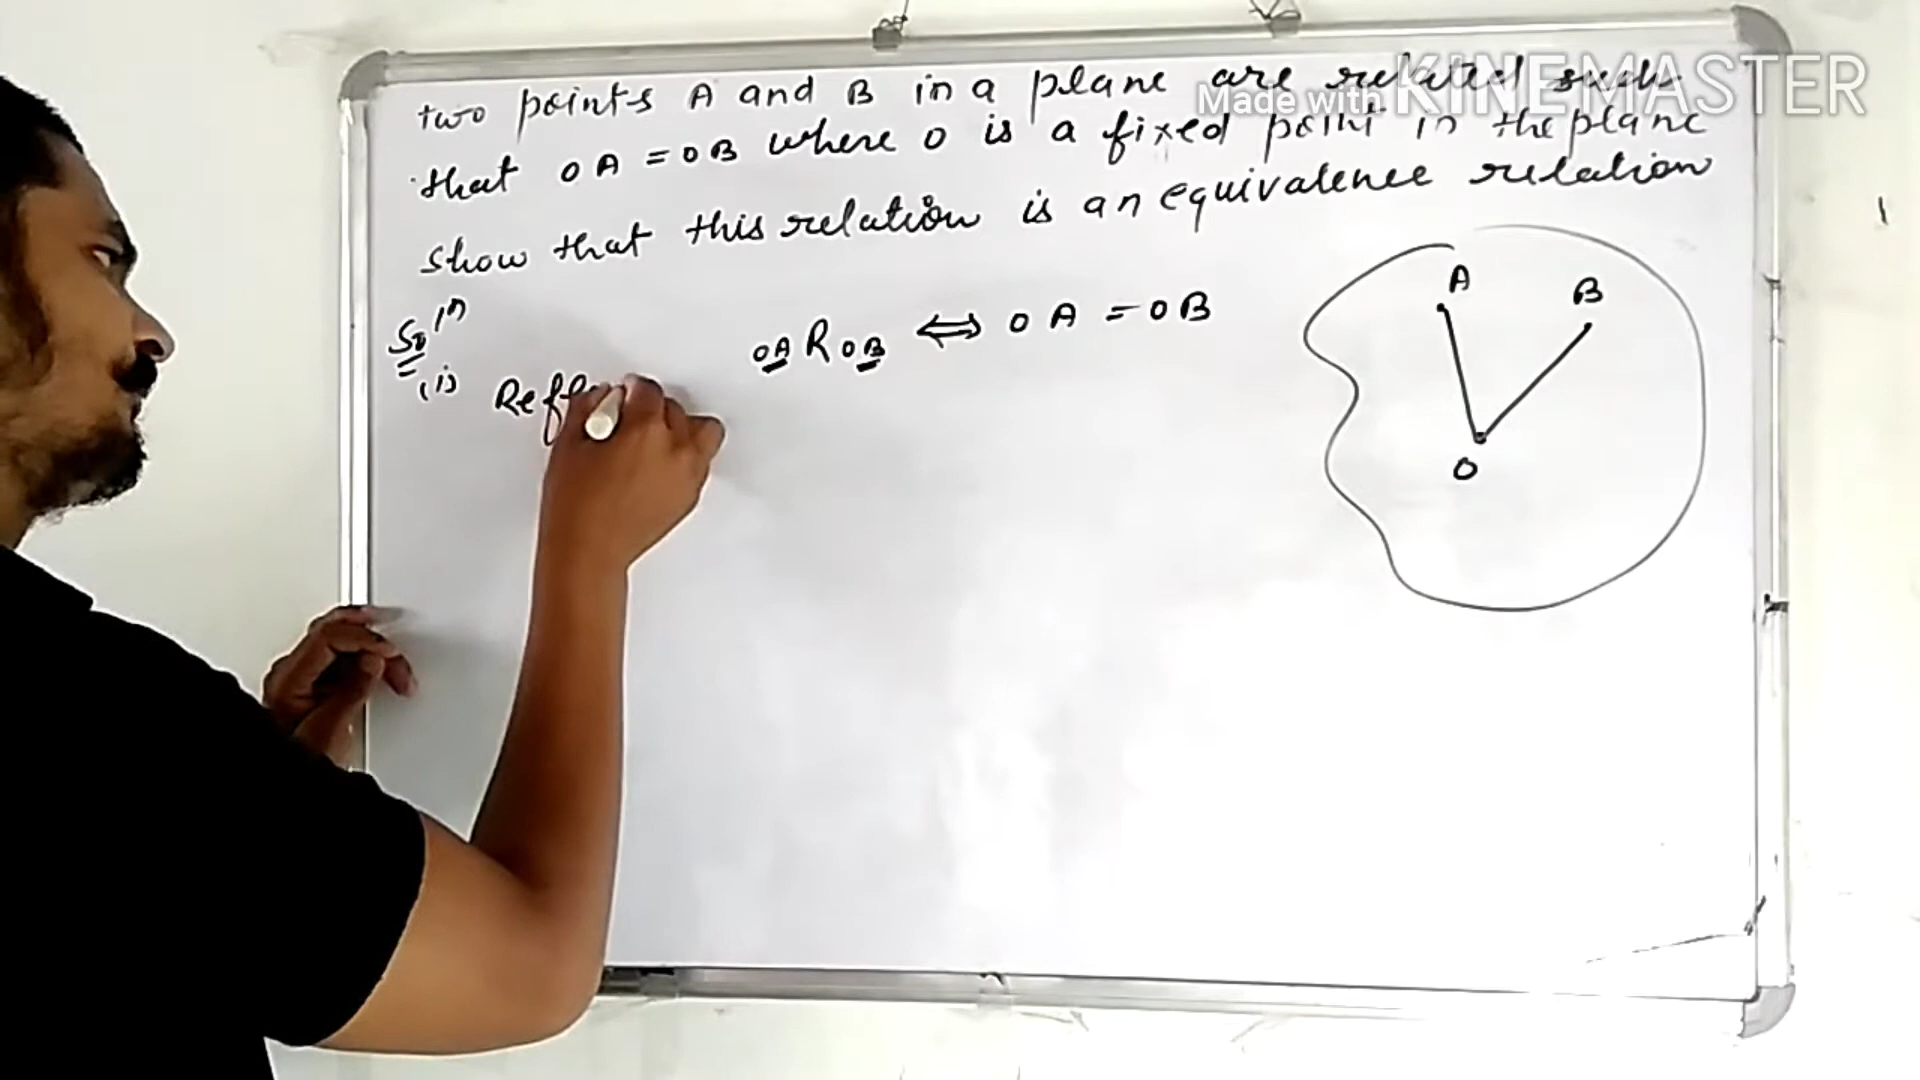 two points A and B in a plane are related such
that OA = OB where O is a fixed point in the plane
show that this relation is an equivalence relation
Soln
OA R OB ⟺ OA = OB
(i) Refl
A
B
O
Made with KINEMASTER